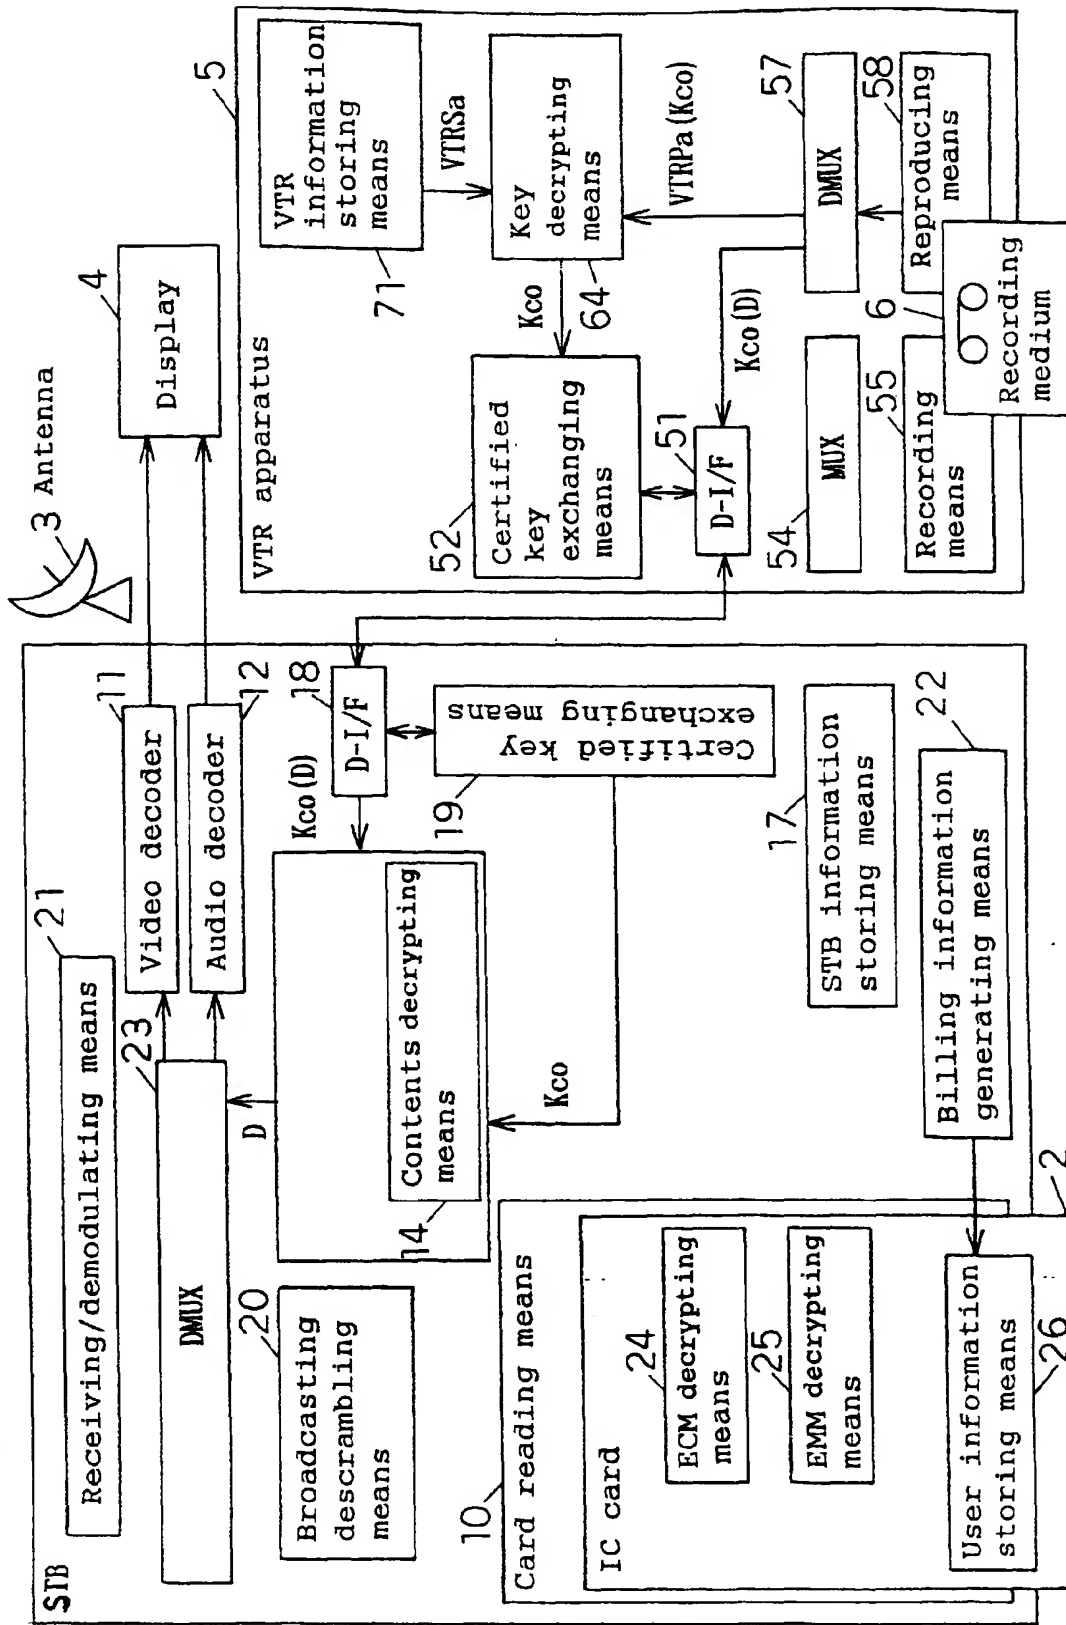 STB
Receiving/demodulating means
21
DMUX
23
Video decoder
11
Audio decoder
12
3 Antenna
Display
4
D
Broadcasting
descrambling
means
20
Contents decrypting
means
14
Kco(D)
D-I/F
18
Certified key
exchanging means
19
Kco
STB information
storing means
17
Billing information
generating means
22
Card reading means
10
IC card
2
ECM decrypting
means
24
EMM decrypting
means
25
User information
storing means
26
VTR apparatus
5
VTR
information
storing
means
71
VTRSa
Key
decrypting
means
64
Kco
Certified
key
exchanging
means
52
VTRPa(Kco)
D-I/F
51
Kco(D)
MUX
54
DMUX
57
Recording
means
55
Reproducing
means
58
6
Recording
medium